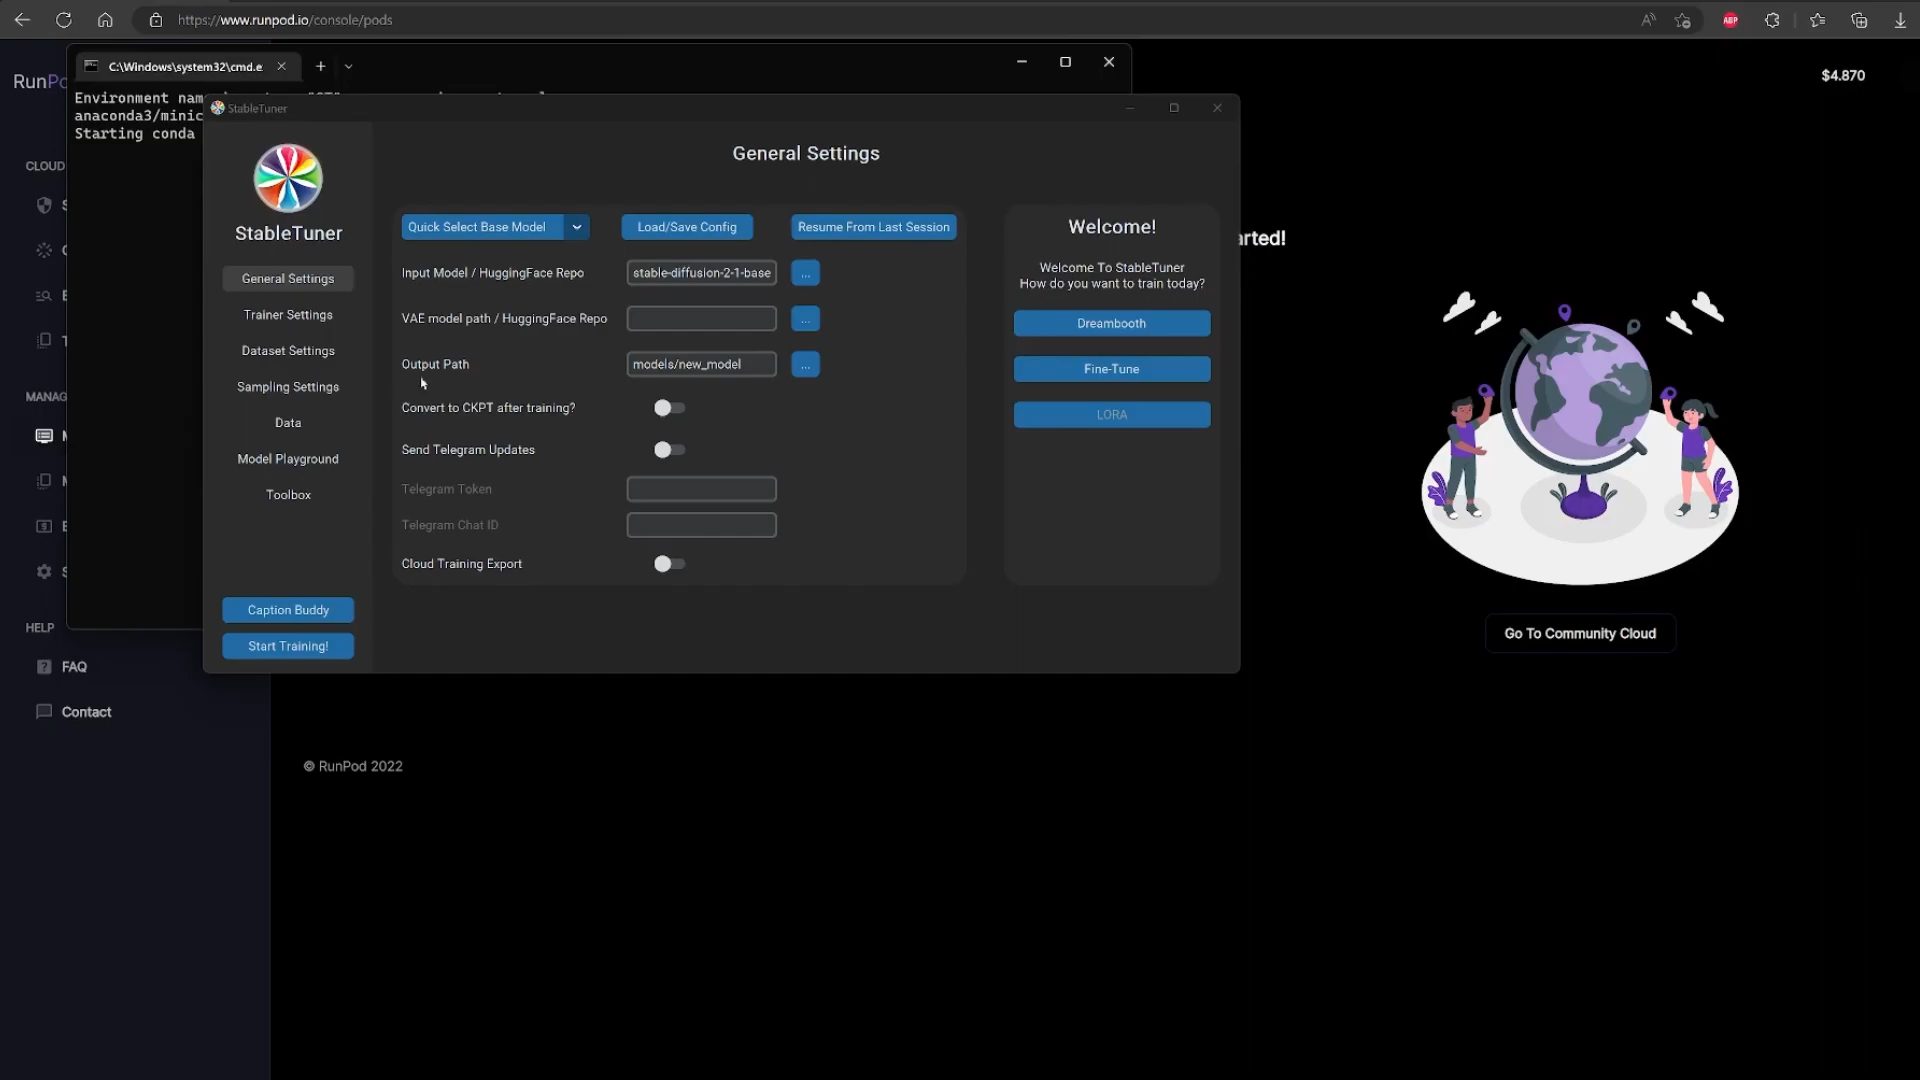 https://www.runpod.io/console/pods
ABP
C:\Windows\system32\cmd.e
RunPo
$4.870
Environment nam
anaconda3/minic
Starting conda
StableTuner
General Settings
CLOUD
StableTuner
Quick Select Base Model
Load/Save Config
Resume From Last Session
Welcome!
arted!
Input Model / HuggingFace Repo
stable-diffusion-2-1-base
...
Welcome To StableTuner
How do you want to train today?
General Settings
Trainer Settings
VAE model path / HuggingFace Repo
...
Dreambooth
Dataset Settings
Output Path
models/new_model
...
Fine-Tune
Sampling Settings
MANAG
Convert to CKPT after training?
LORA
Data
Send Telegram Updates
Model Playground
Telegram Token
Toolbox
Telegram Chat ID
Cloud Training Export
Caption Buddy
HELP
Start Training!
Go To Community Cloud
FAQ
Contact
© RunPod 2022